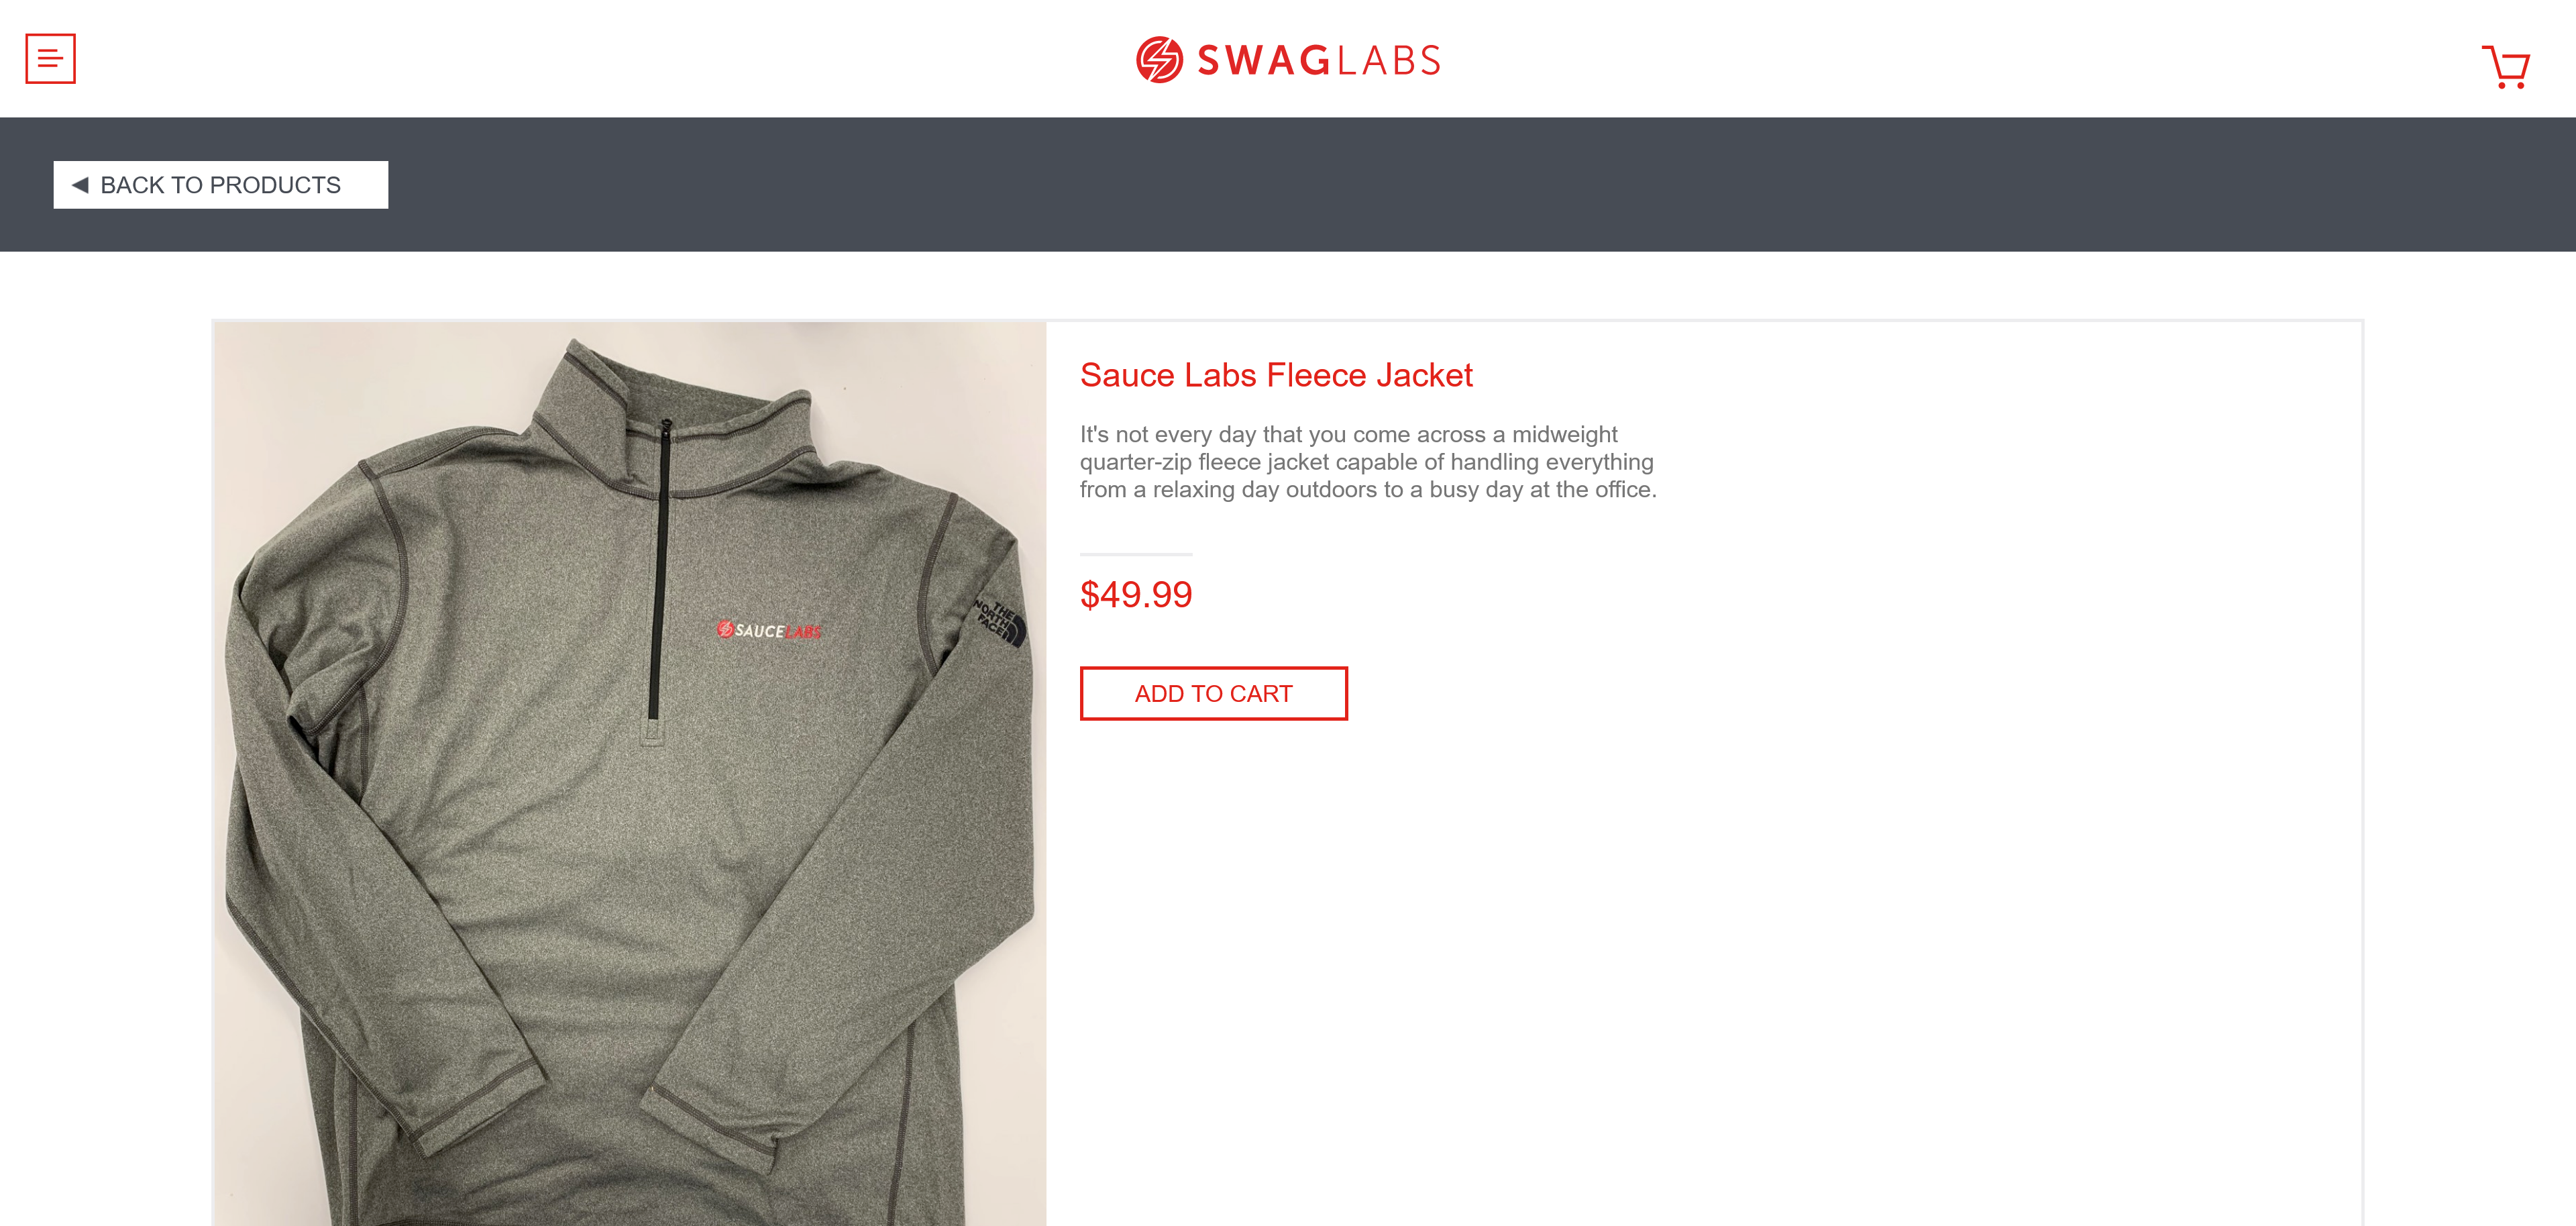 SWAGLABS
BACK TO PRODUCTS
Sauce Labs Fleece Jacket
It's not every day that you come across a midweight
quarter-zip fleece jacket capable of handling everything
from a relaxing day outdoors to a busy day at the office.
$49.99
ADD TO CART
SAUCELABS
THE
NORTH
FACE